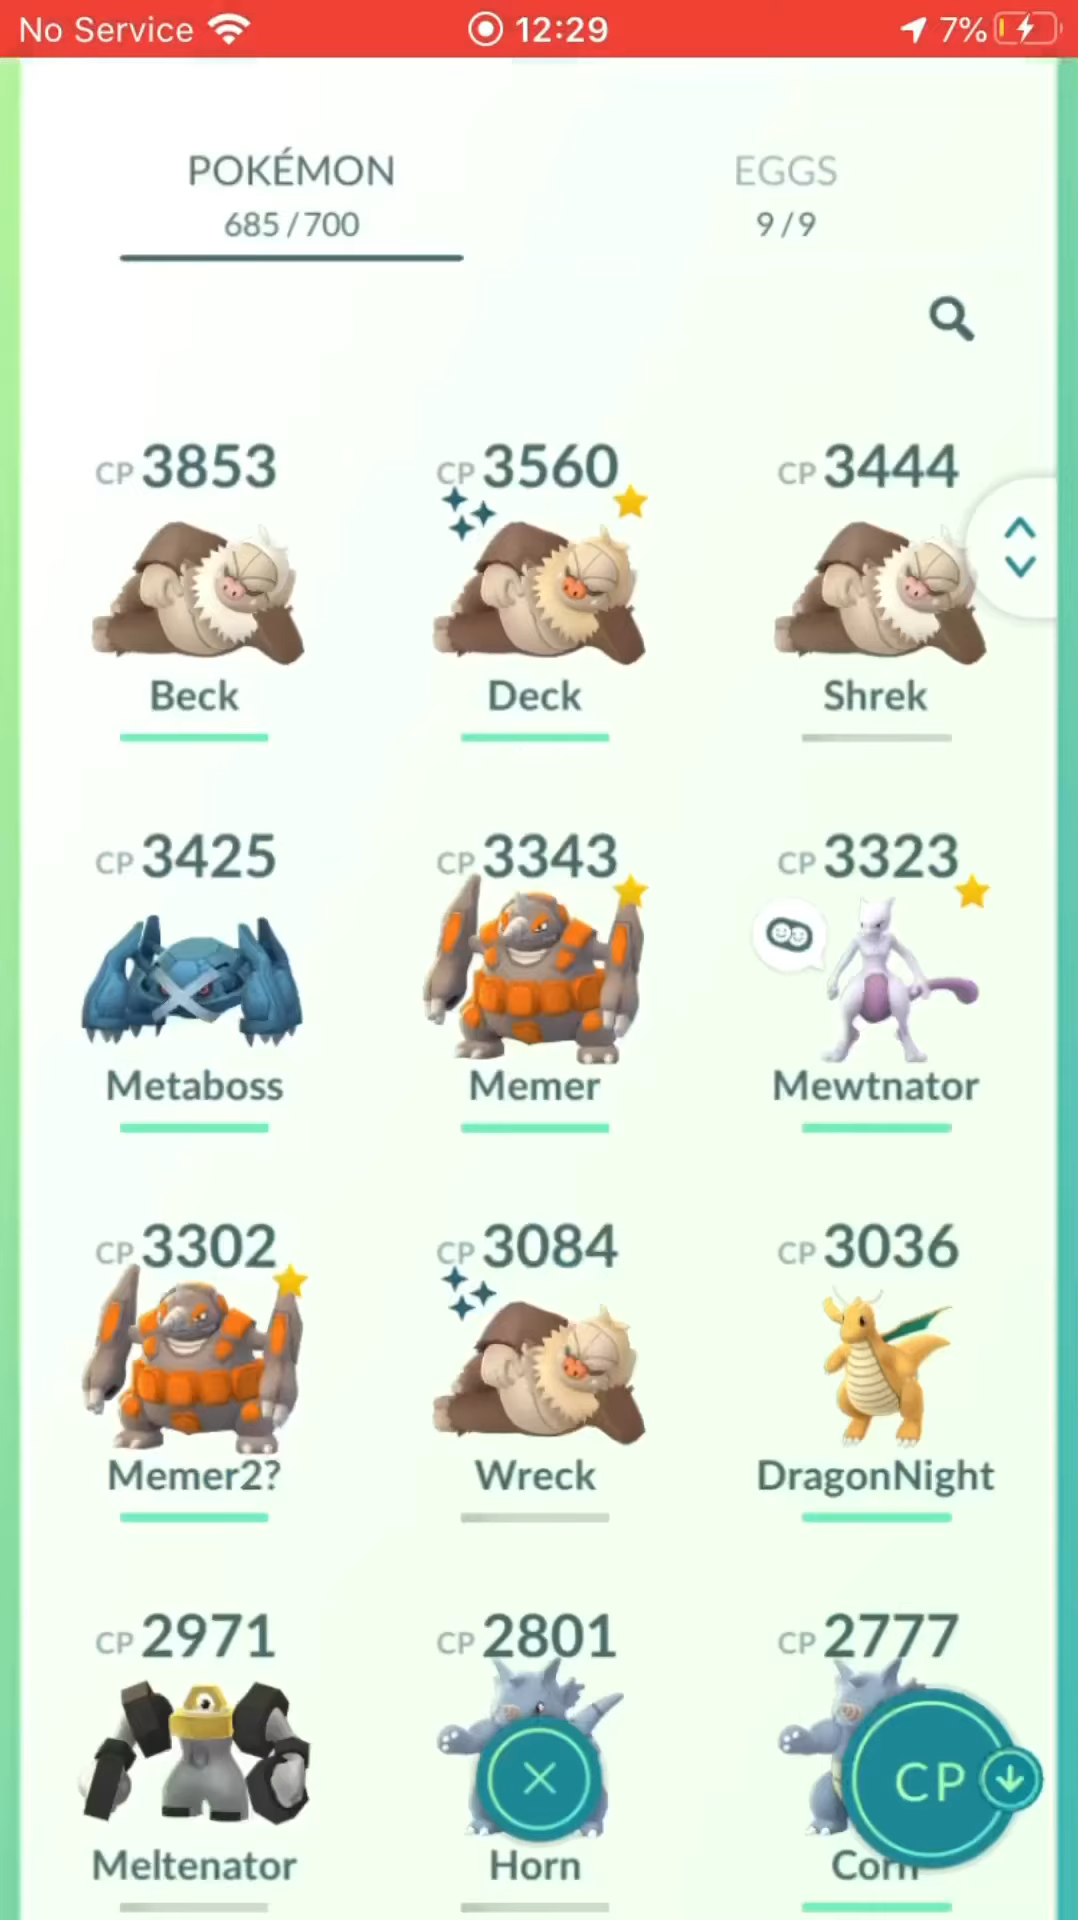 No Service 12:29 7%
POKÉMON EGGS
685/700 9/9
CP 3853 CP 3560 CP 3444
Beck Deck Shrek
CP 3425 CP 3343 CP 3323
Metaboss Memer Mewtnator
CP 3302 CP 3084 CP 3036
Memer2? Wreck DragonNight
CP 2971 CP 2801 CP 2777
CP
Meltenator Horn Corn